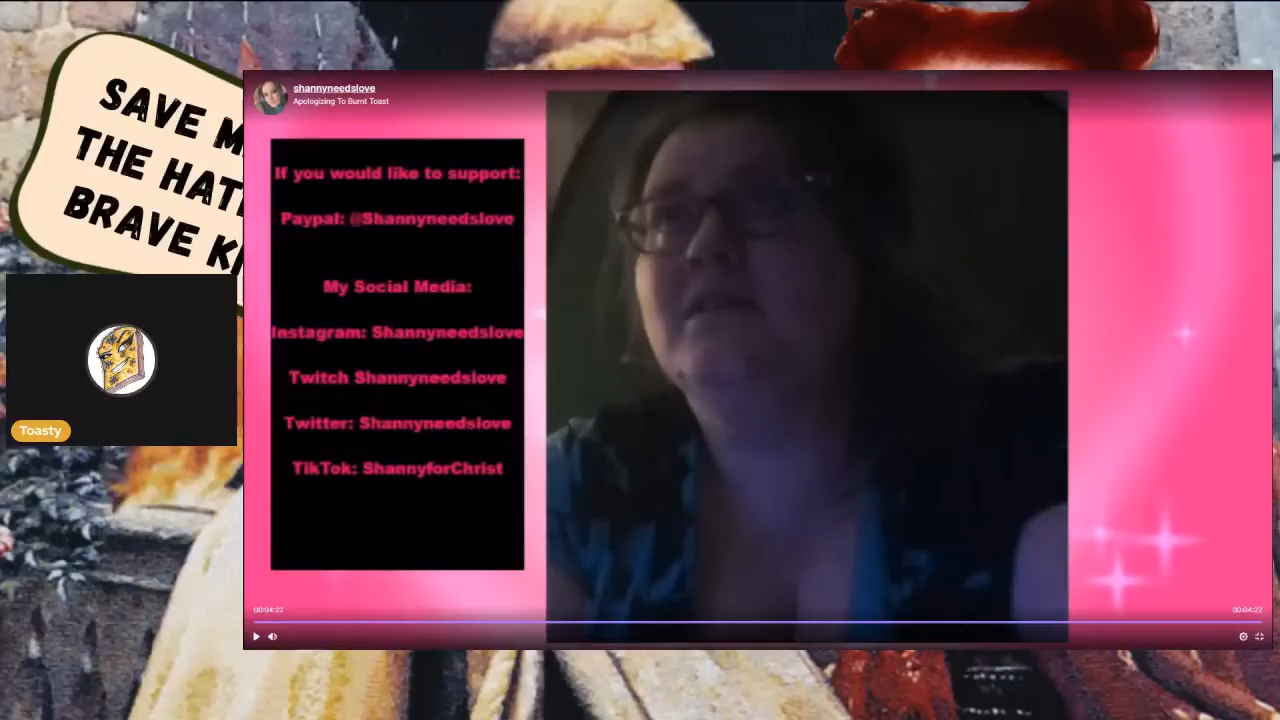 SAVE M
THE HAT
BRAVE KI
Toasty
shannyneedslove
Apologizing To Burnt Toast
If you would like to support:
Paypal: @Shannyneedslove
My Social Media:
Instagram: Shannyneedslove
Twitch Shannyneedslove
Twitter: Shannyneedslove
TikTok: ShannyforChrist
00:04:22
00:04:22